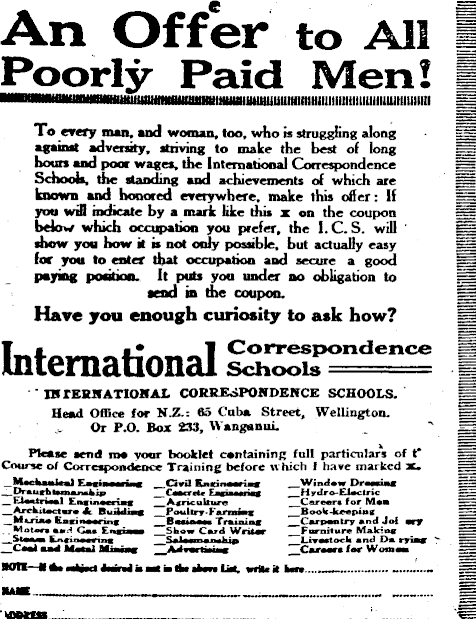 An Offer to All
Poorly Paid Men!
To every man, and woman, too, who is struggling along
against adversity, striving to make the best of long
hours and poor wages, the International Correspondence
Schools, the standing and achievements of which are
known and honored everywhere, make this offer: If
you will indicate by a mark like this x on the coupon
below which occupation you prefer, the I.C.S. will
show you how it is not only possible, but actually easy
for you to enter that occupation and secure a good
paying position. It puts you under no obligation to
send in the coupon.
Have you enough curiosity to ask how?
International Correspondence
Schools
INTERNATIONAL CORRESPONDENCE SCHOOLS.
Head Office for N.Z.: 65 Cuba Street, Wellington.
Or P.O. Box 233, Wanganui.
Please send me your booklet containing full particulars of t
Course of Correspondence Training before which I have marked x.
Mechanical Engineering
Draughtsmanship
Electrical Engineering
Architecture & Building
Marine Engineering
Motors and Gas Engines
Steam Engineering
Coal and Metal Mining
Civil Engineering
Concrete Engineering
Agriculture
Poultry-Farming
Business Training
Show Card Writer
Salesmanship
Advertising
Window Dressing
Hydro-Electric
Careers for Men
Book-keeping
Carpentry and
Furniture Making
Livestock and
Careers for Women
NOTE—If the subject desired is not in the above List, write it here
NAME
ADDRESS